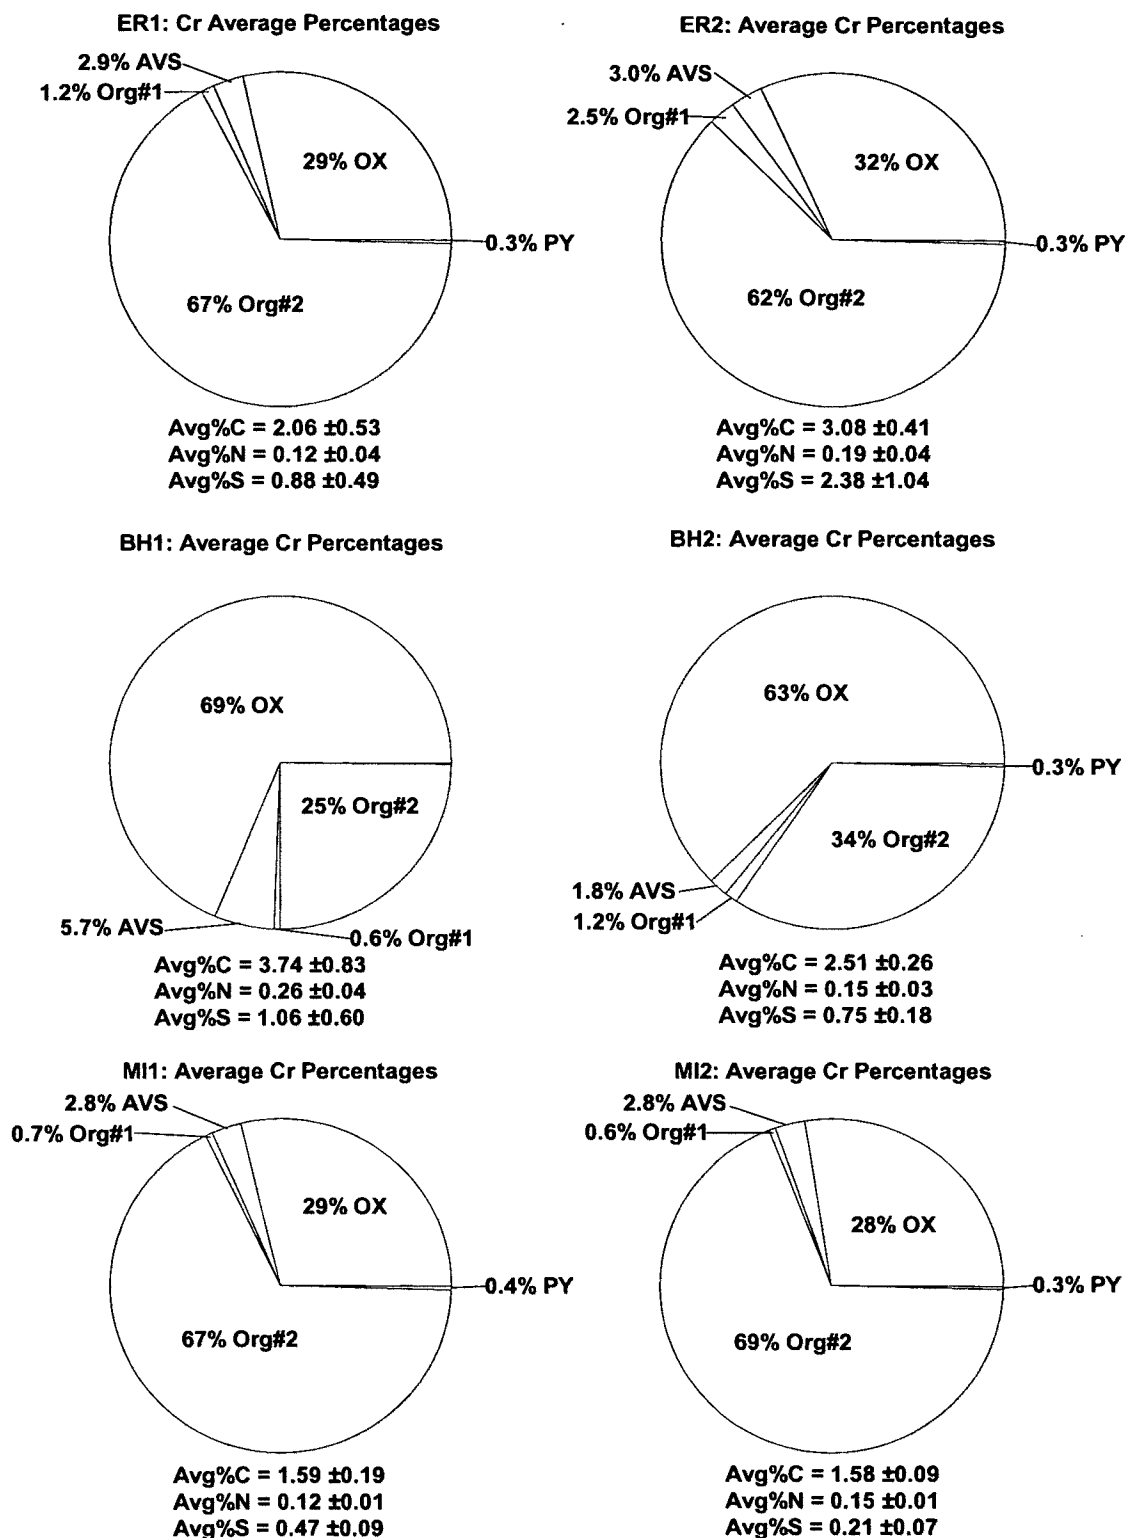 ER1: Cr Average Percentages
2.9% AVS
1.2% Org#1
29% OX
0.3% PY
67% Org#2
Avg%C = 2.06 ±0.53
Avg%N = 0.12 ±0.04
Avg%S = 0.88 ±0.49
ER2: Average Cr Percentages
3.0% AVS
2.5% Org#1
32% OX
0.3% PY
62% Org#2
Avg%C = 3.08 ±0.41
Avg%N = 0.19 ±0.04
Avg%S = 2.38 ±1.04
BH1: Average Cr Percentages
69% OX
25% Org#2
5.7% AVS
0.6% Org#1
Avg%C = 3.74 ±0.83
Avg%N = 0.26 ±0.04
Avg%S = 1.06 ±0.60
BH2: Average Cr Percentages
63% OX
0.3% PY
34% Org#2
1.8% AVS
1.2% Org#1
Avg%C = 2.51 ±0.26
Avg%N = 0.15 ±0.03
Avg%S = 0.75 ±0.18
MI1: Average Cr Percentages
2.8% AVS
0.7% Org#1
29% OX
0.4% PY
67% Org#2
Avg%C = 1.59 ±0.19
Avg%N = 0.12 ±0.01
Avg%S = 0.47 ±0.09
MI2: Average Cr Percentages
2.8% AVS
0.6% Org#1
28% OX
0.3% PY
69% Org#2
Avg%C = 1.58 ±0.09
Avg%N = 0.15 ±0.01
Avg%S = 0.21 ±0.07